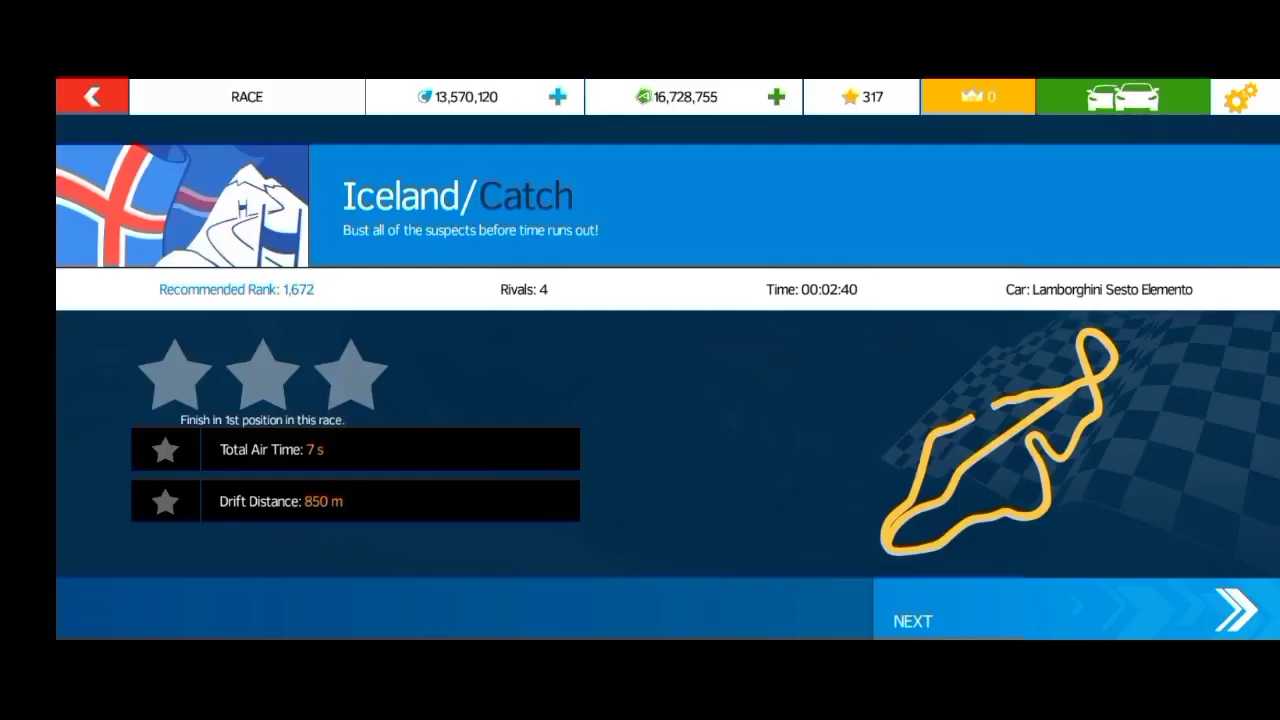 RACE 13,570,120 16,728,755 317 0
Iceland/Catch
Bust all of the suspects before time runs out!
Recommended Rank: 1,672 Rivals: 4 Time: 00:02:40 Car: Lamborghini Sesto Elemento
Finish in 1st position in this race.
Total Air Time: 7 s
Drift Distance: 850 m
NEXT